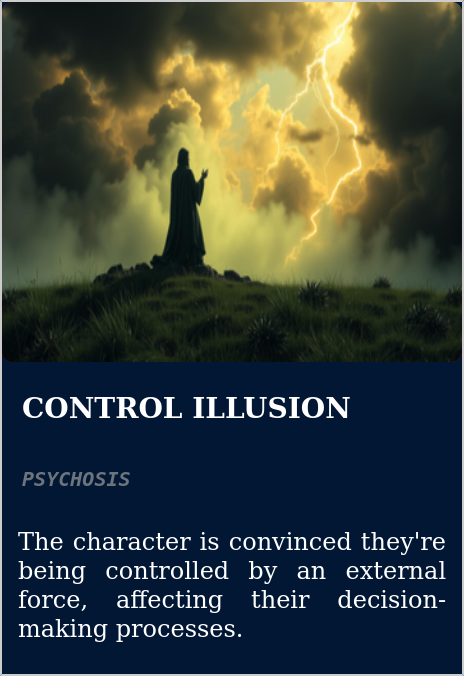 CONTROL ILLUSION
PSYCHOSIS
The character is convinced they're
being controlled by an external
force, affecting their decision-
making processes.